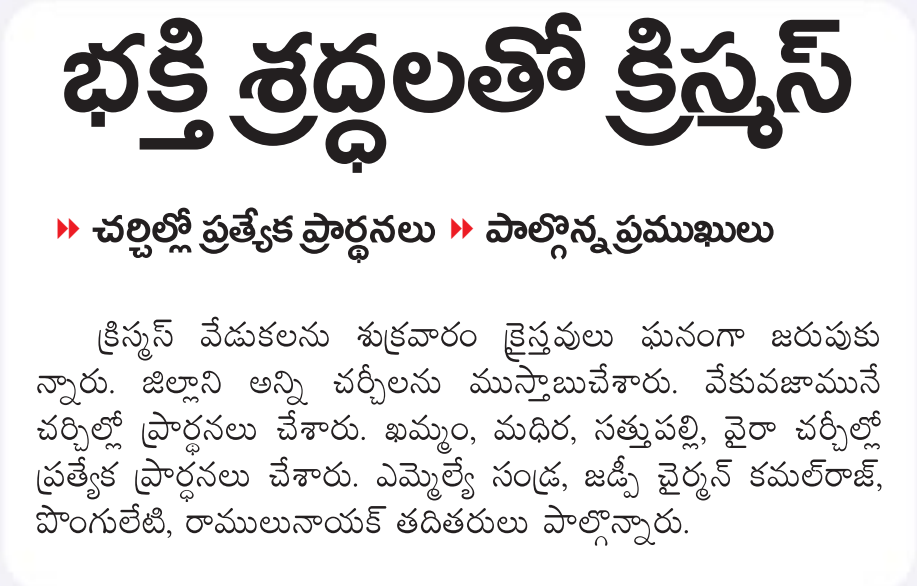 భక్తి శ్రద్ధలతో క్రిస్మస్
చర్చిల్లో ప్రత్యేక ప్రార్థనలు పాల్గొన్న ప్రముఖులు
క్రిస్మస్ వేడుకలను శుక్రవారం క్రైస్తవులు ఘనంగా జరుపుకు
న్నారు. జిల్లాని అన్ని చర్చీలను ముస్తాబుచేశారు. వేకువజామునే
చర్చిల్లో ప్రార్థనలు చేశారు. ఖమ్మం, మధిర, సత్తుపల్లి, వైరా చర్చీల్లో
ప్రత్యేక ప్రార్ధనలు చేశారు. ఎమ్మెల్యే సండ్ర, జడ్పీ చైర్మన్ కమల్‌రాజ్,
పొంగులేటి, రాములునాయక్ తదితరులు పాల్గొన్నారు.